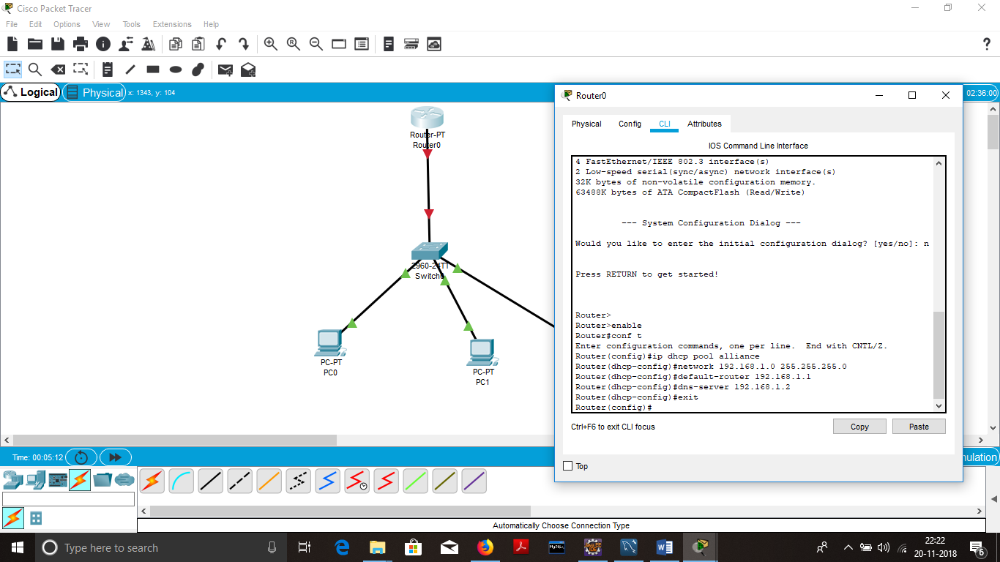 Cisco Packet Tracer
File Edit Options View Tools Extensions Help
Logical Physical x: 1343, y: 104
02:36:00
Router-PT
Router0
2960-24TT
Switch0
PC-PT
PC0
PC-PT
PC1
Router0
Physical Config CLI Attributes
IOS Command Line Interface
4 FastEthernet/IEEE 802.3 interface(s)
2 Low-speed serial(sync/async) network interface(s)
32K bytes of non-volatile configuration memory.
63488K bytes of ATA CompactFlash (Read/Write)
--- System Configuration Dialog ---
Would you like to enter the initial configuration dialog? [yes/no]: n
Press RETURN to get started!
Router>
Router>enable
Router#conf t
Enter configuration commands, one per line. End with CNTL/Z.
Router(config)#ip dhcp pool alliance
Router(dhcp-config)#network 192.168.1.0 255.255.255.0
Router(dhcp-config)#default-router 192.168.1.1
Router(dhcp-config)#dns-server 192.168.1.2
Router(dhcp-config)#exit
Router(config)#
Ctrl+F6 to exit CLI focus
Copy Paste
Top
Time: 00:05:12
mulation
Automatically Choose Connection Type
Type here to search
MySQL
22:22
20-11-2018
6